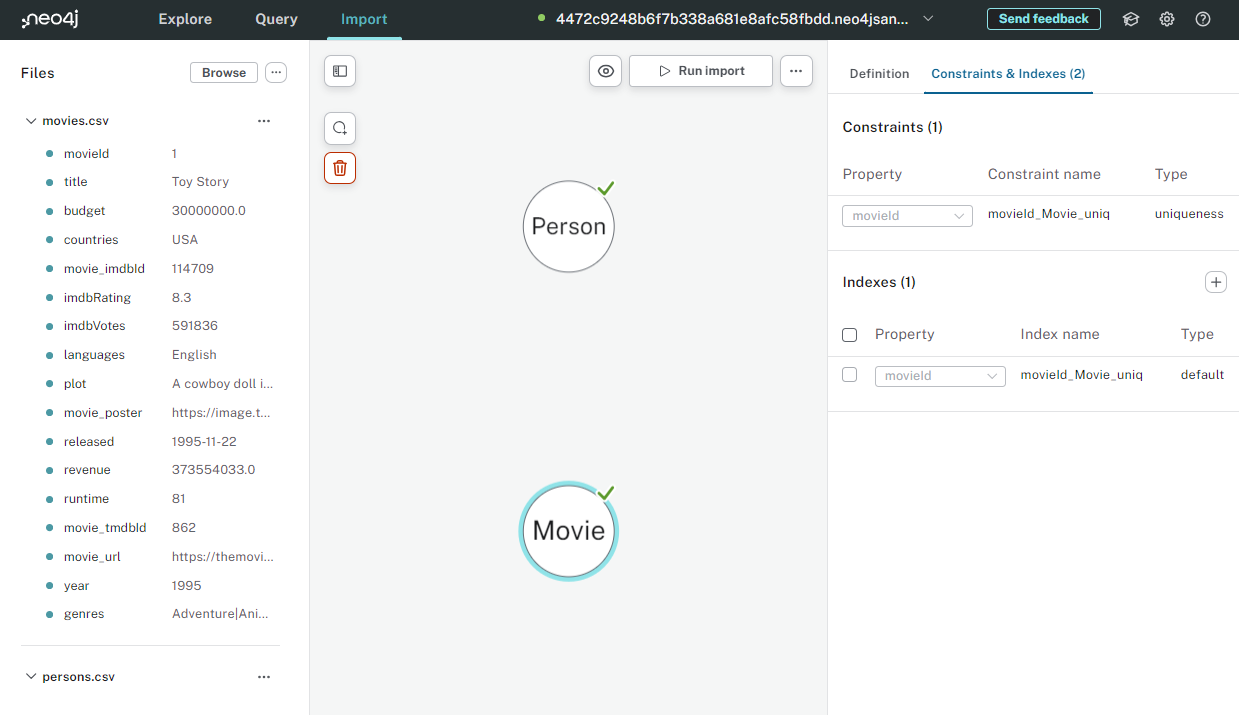 neo4j Explore Query Import 4472c9248b6f7b338a681e8afc58fbdd.neo4jsan... Send feedback
Files Browse ...
movies.csv ...
movieId 1
title Toy Story
budget 30000000.0
countries USA
movie_imdbId 114709
imdbRating 8.3
imdbVotes 591836
languages English
plot A cowboy doll i...
movie_poster https://image.t...
released 1995-11-22
revenue 373554033.0
runtime 81
movie_tmdbId 862
movie_url https://themovi...
year 1995
genres Adventure|Ani...
persons.csv ...
Run import ...
Person
Movie
Definition Constraints & Indexes (2)
Constraints (1)
Property Constraint name Type
movieId movieId_Movie_uniq uniqueness
Indexes (1)
Property Index name Type
movieId movieId_Movie_uniq default